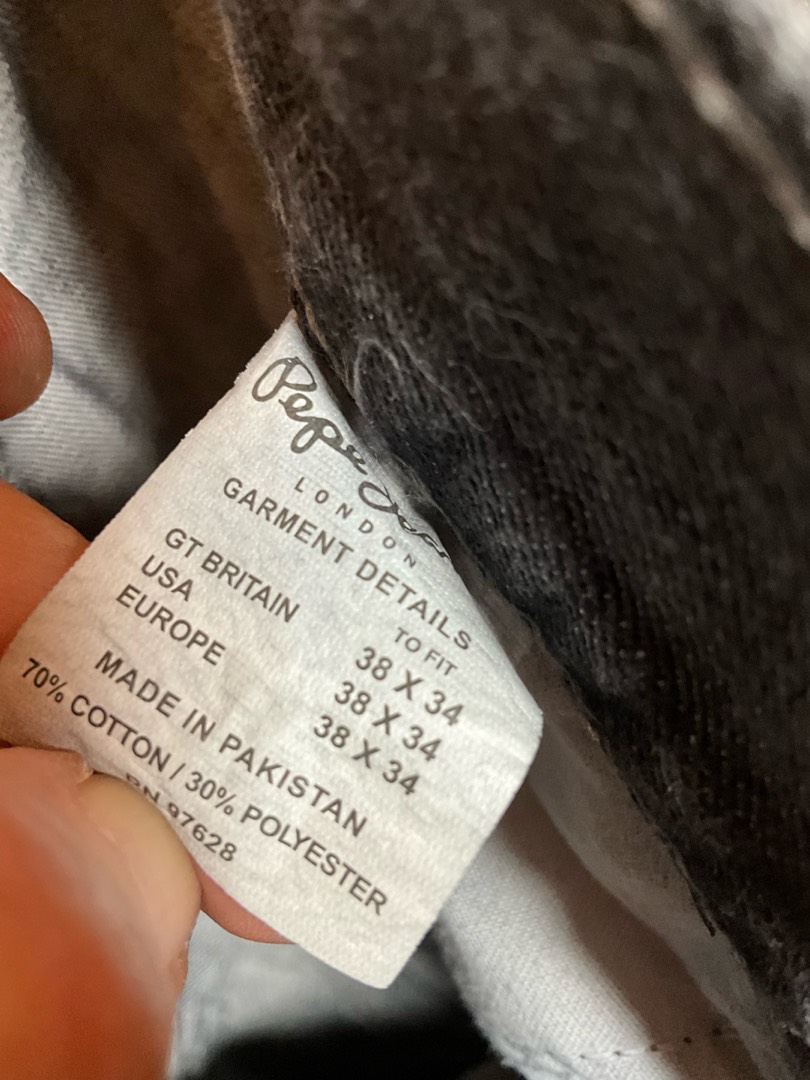 Pepe Jea
LONDON
GARMENT DETAILS
TO FIT
GT BRITAIN 38 X 34
USA 38 X 34
EUROPE 38 X 34
MADE IN PAKISTAN
70% COTTON / 30% POLYESTER
RN 97628